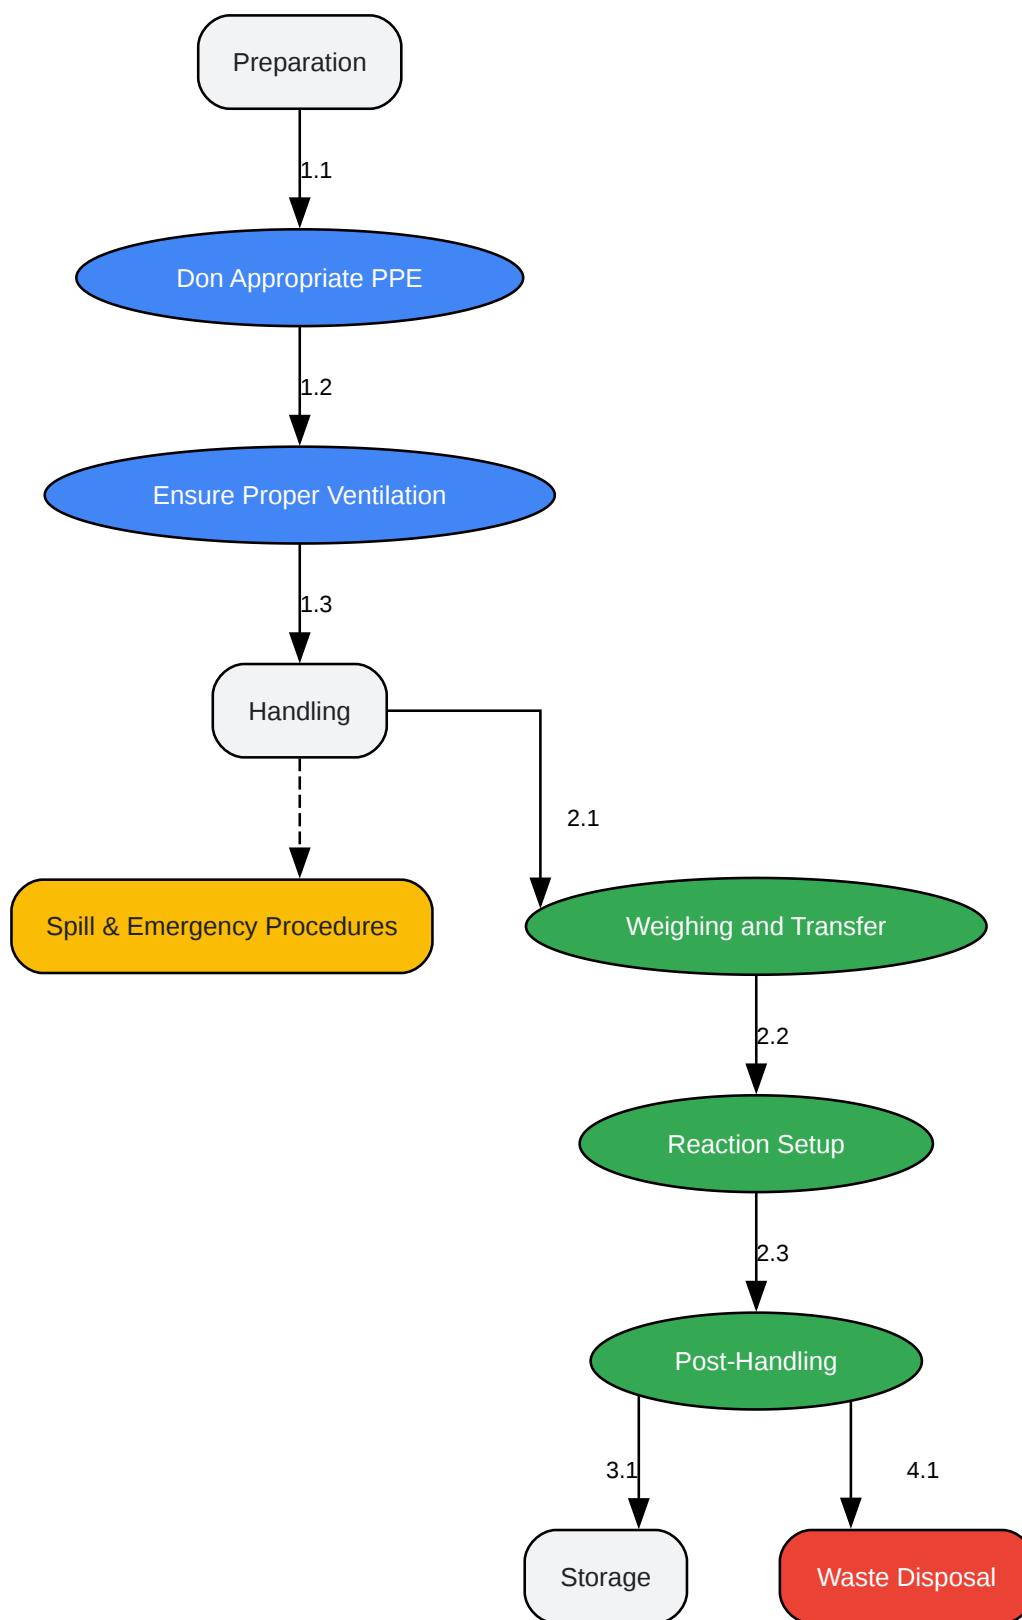 Preparation
1.1
Don Appropriate PPE
1.2
Ensure Proper Ventilation
1.3
Handling
2.1
Spill & Emergency Procedures
Weighing and Transfer
2.2
Reaction Setup
2.3
Post-Handling
3.1
4.1
Storage
Waste Disposal